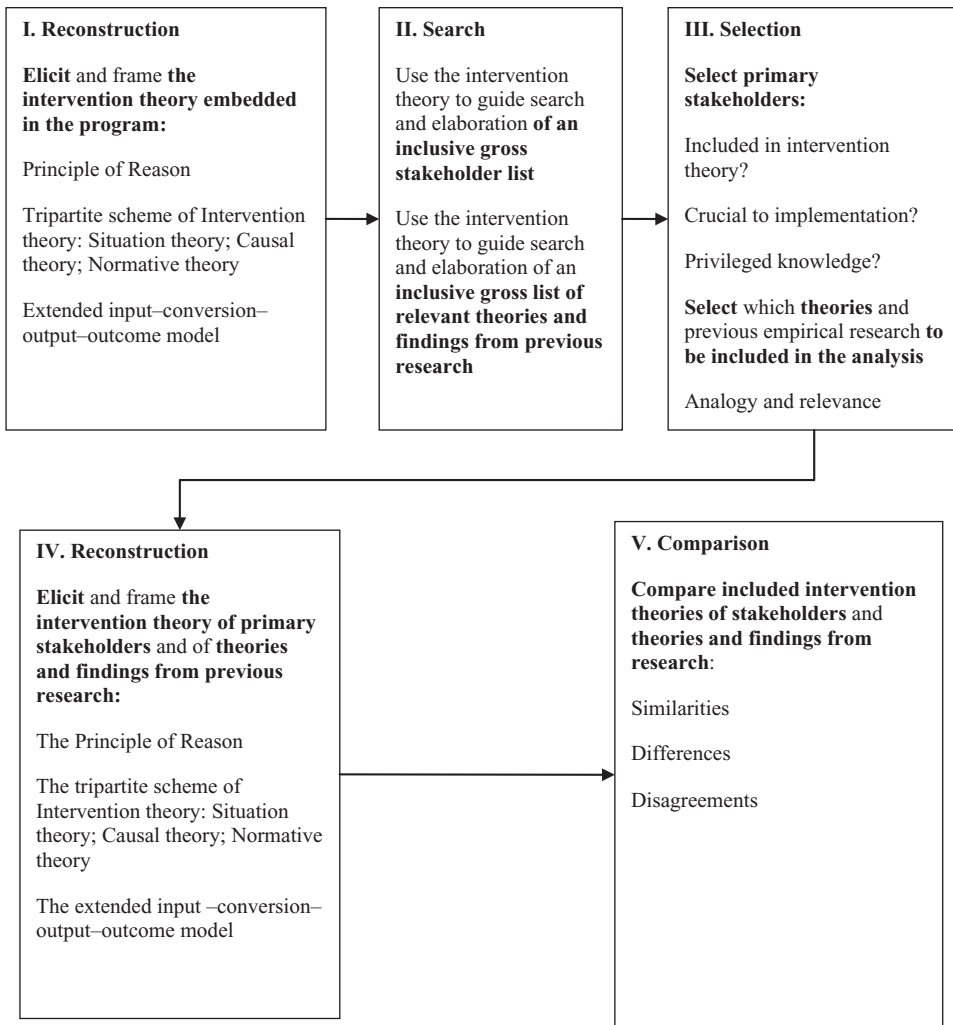 I. Reconstruction
Elicit and frame the
intervention theory embedded
in the program:
Principle of Reason
Tripartite scheme of Intervention
theory: Situation theory; Causal
theory; Normative theory
Extended input–conversion–
output–outcome model
II. Search
Use the intervention
theory to guide search
and elaboration of an
inclusive gross
stakeholder list
Use the intervention
theory to guide search
and elaboration of an
inclusive gross list of
relevant theories and
findings from previous
research
III. Selection
Select primary
stakeholders:
Included in intervention
theory?
Crucial to implementation?
Privileged knowledge?
Select which theories and
previous empirical research to
be included in the analysis
Analogy and relevance
IV. Reconstruction
Elicit and frame the
intervention theory of primary
stakeholders and of theories
and findings from previous
research:
The Principle of Reason
The tripartite scheme of
Intervention theory: Situation
theory; Causal theory; Normative
theory
The extended input –conversion–
output–outcome model
V. Comparison
Compare included intervention
theories of stakeholders and
theories and findings from
research:
Similarities
Differences
Disagreements